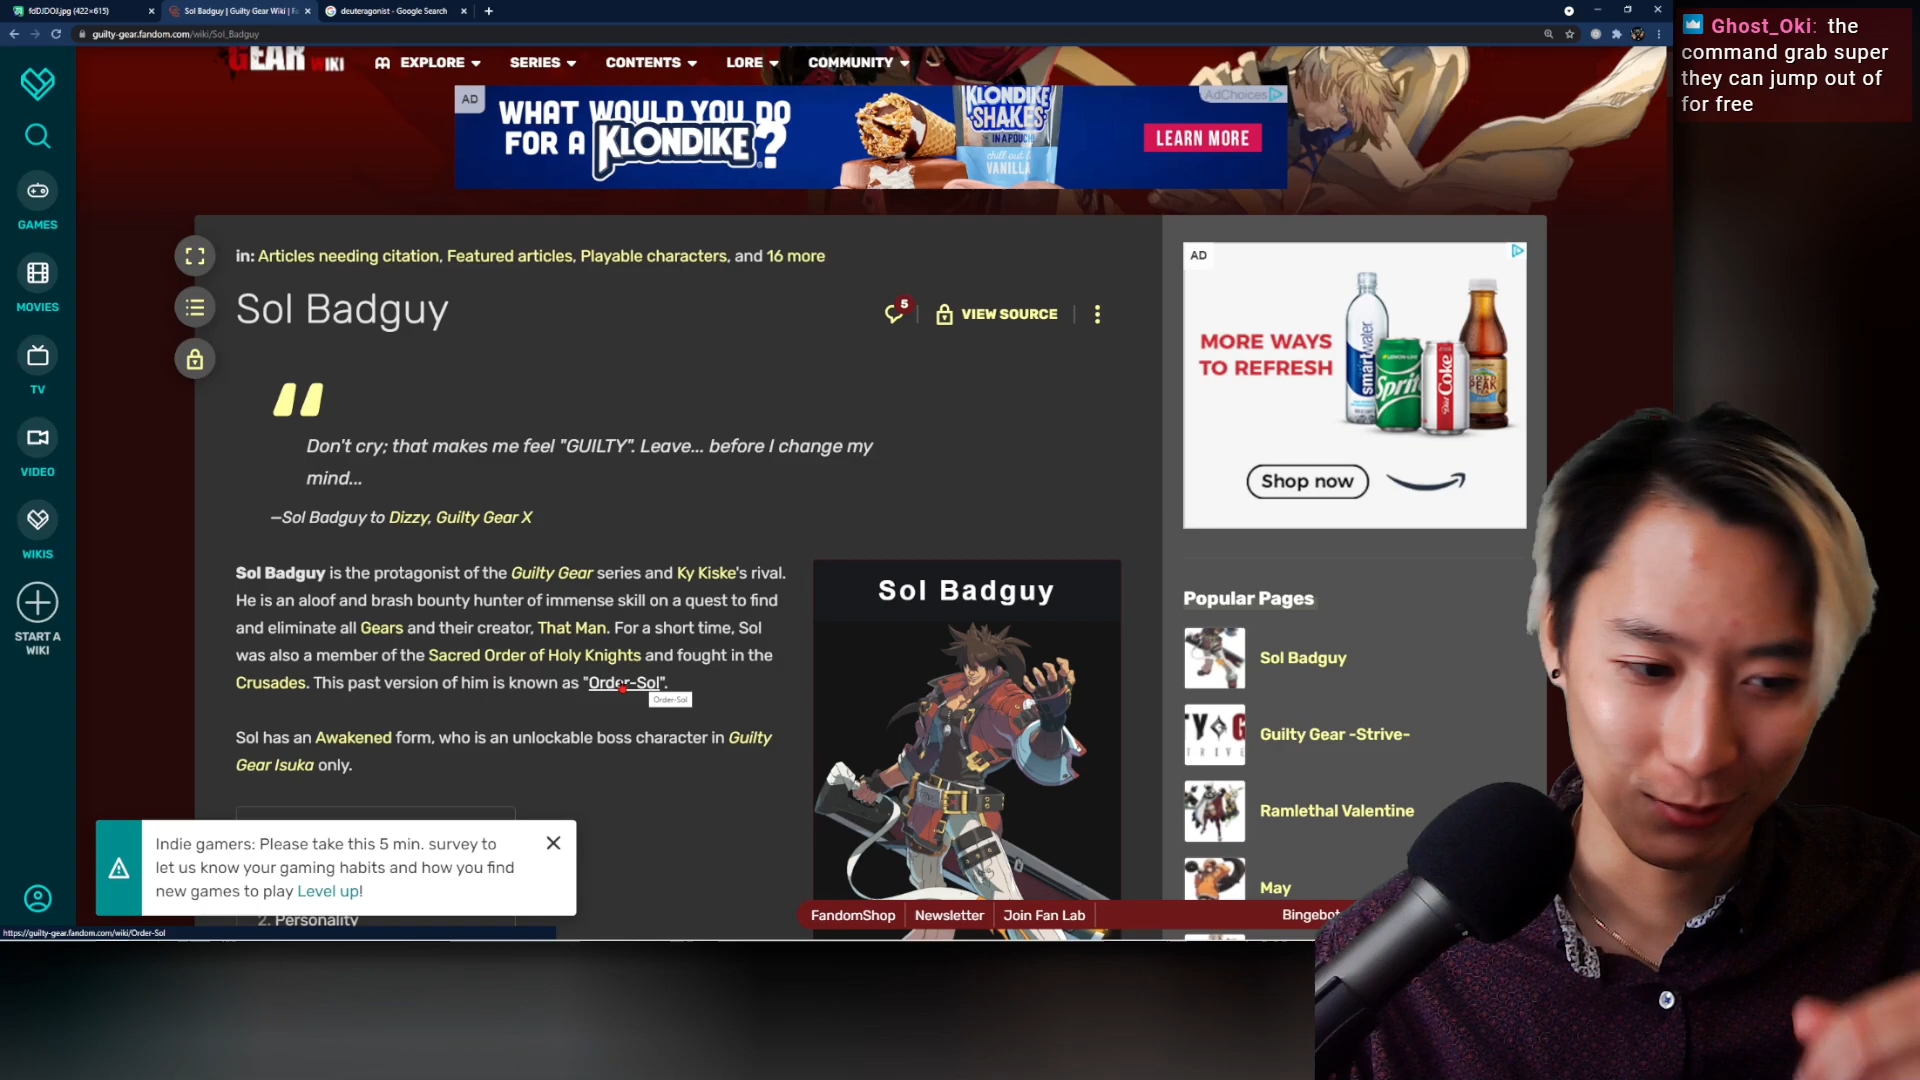 fdDJDOJ.jpg (422×615)
Sol Badguy | Guilty Gear Wiki | Fa
deuteragonist - Google Search
guilty-gear.fandom.com/wiki/Sol_Badguy
Ghost_Oki: the
command grab super
they can jump out of
for free
GEAR WIKI
EXPLORE
SERIES
CONTENTS
LORE
COMMUNITY
AD
WHAT WOULD YOU DO
FOR A KLONDIKE?
KLONDIKE
SHAKES
IN A POUCH!
chill out
VANILLA
AdChoices
LEARN MORE
GAMES
MOVIES
TV
VIDEO
WIKIS
START A
WIKI
in: Articles needing citation, Featured articles, Playable characters, and 16 more
Sol Badguy
5
VIEW SOURCE
Don't cry; that makes me feel "GUILTY". Leave... before I change my
mind...
—Sol Badguy to Dizzy, Guilty Gear X
Sol Badguy is the protagonist of the Guilty Gear series and Ky Kiske's rival.
He is an aloof and brash bounty hunter of immense skill on a quest to find
and eliminate all Gears and their creator, That Man. For a short time, Sol
was also a member of the Sacred Order of Holy Knights and fought in the
Crusades. This past version of him is known as "Order-Sol".
Order-Sol
Sol has an Awakened form, who is an unlockable boss character in Guilty
Gear Isuka only.
Sol Badguy
AD
MORE WAYS
TO REFRESH
smartwater
Sprite
Diet Coke
GOLD
PEAK
TEA
Shop now
Popular Pages
Sol Badguy
Guilty Gear -Strive-
Ramlethal Valentine
May
Indie gamers: Please take this 5 min. survey to
let us know your gaming habits and how you find
new games to play Level up!
2. Personality
FandomShop
Newsletter
Join Fan Lab
Bingebot
https://guilty-gear.fandom.com/wiki/Order-Sol